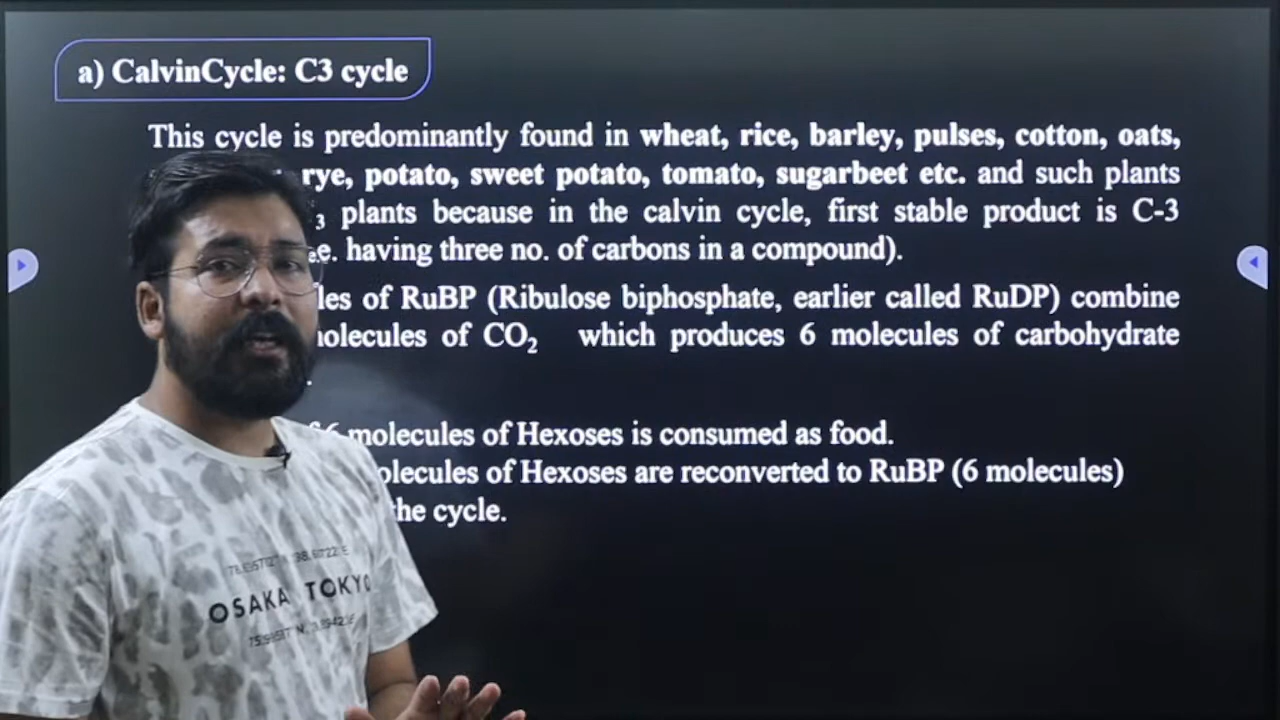 a) CalvinCycle: C3 cycle
This cycle is predominantly found in wheat, rice, barley, pulses, cotton, oats,
rye, potato, sweet potato, tomato, sugarbeet etc. and such plants
3 plants because in the calvin cycle, first stable product is C-3
e. having three no. of carbons in a compound).
les of RuBP (Ribulose biphosphate, earlier called RuDP) combine
molecules of CO2 which produces 6 molecules of carbohydrate
.
6 molecules of Hexoses is consumed as food.
olecules of Hexoses are reconverted to RuBP (6 molecules)
the cycle.
OSAKA TOKYO